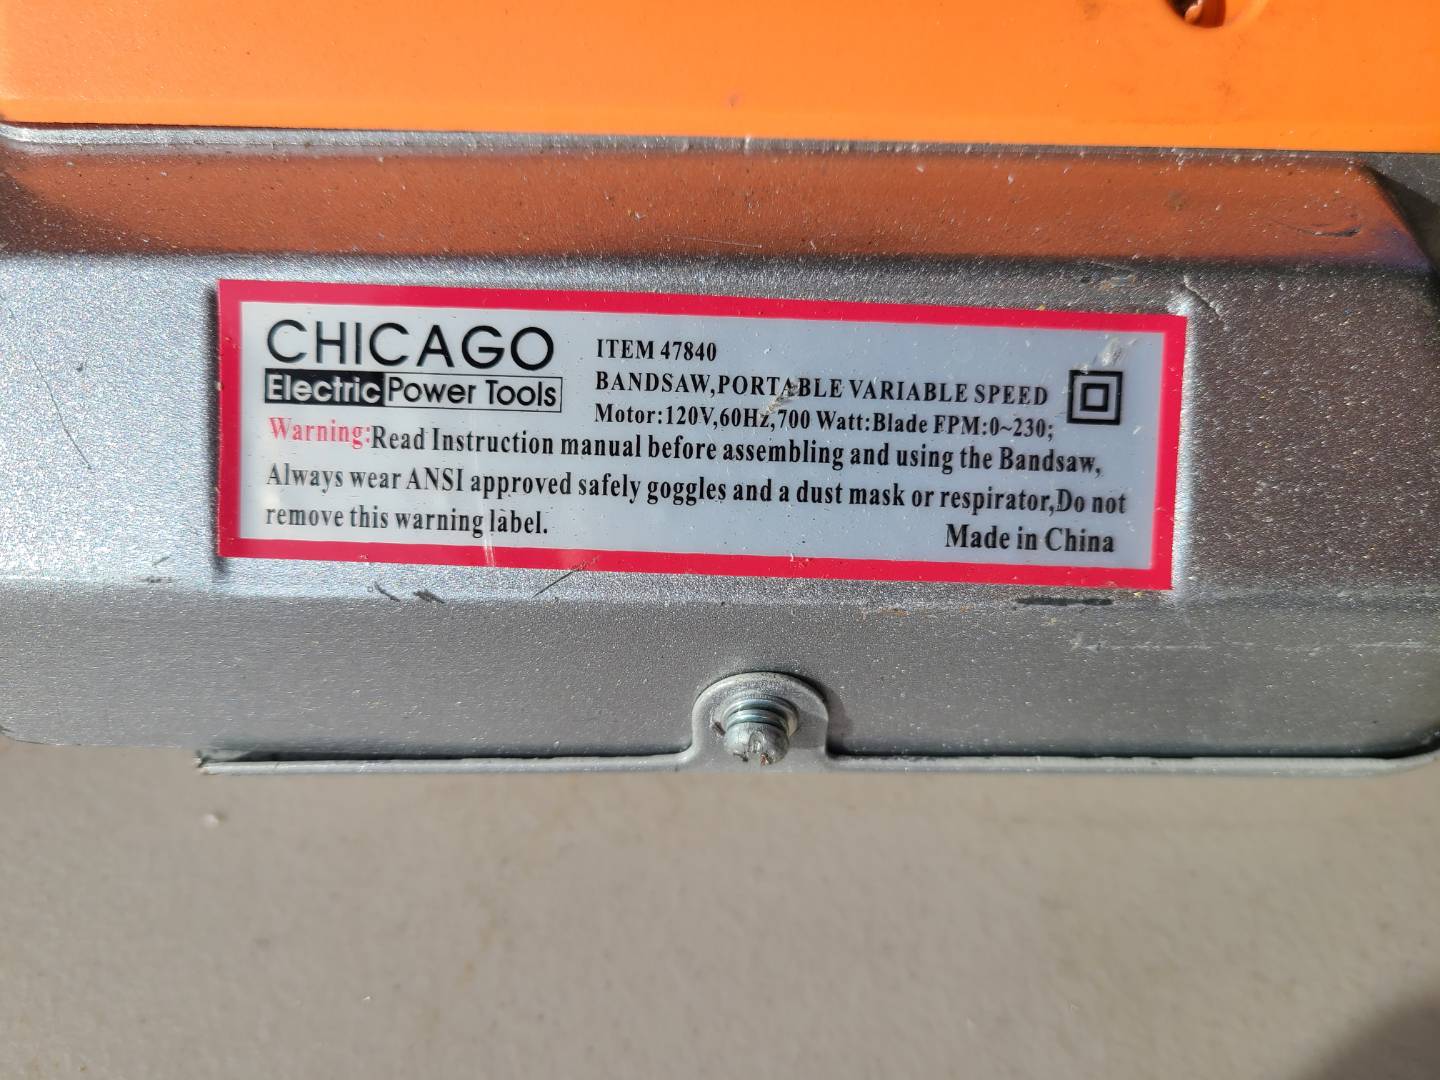 CHICAGO
Electric Power Tools
ITEM 47840
BANDSAW,PORTABLE VARIABLE SPEED
Motor:120V,60Hz,700 Watt:Blade FPM:0~230;
Warning:Read Instruction manual before assembling and using the Bandsaw,
Always wear ANSI approved safely goggles and a dust mask or respirator,Do not
remove this warning label.
Made in China